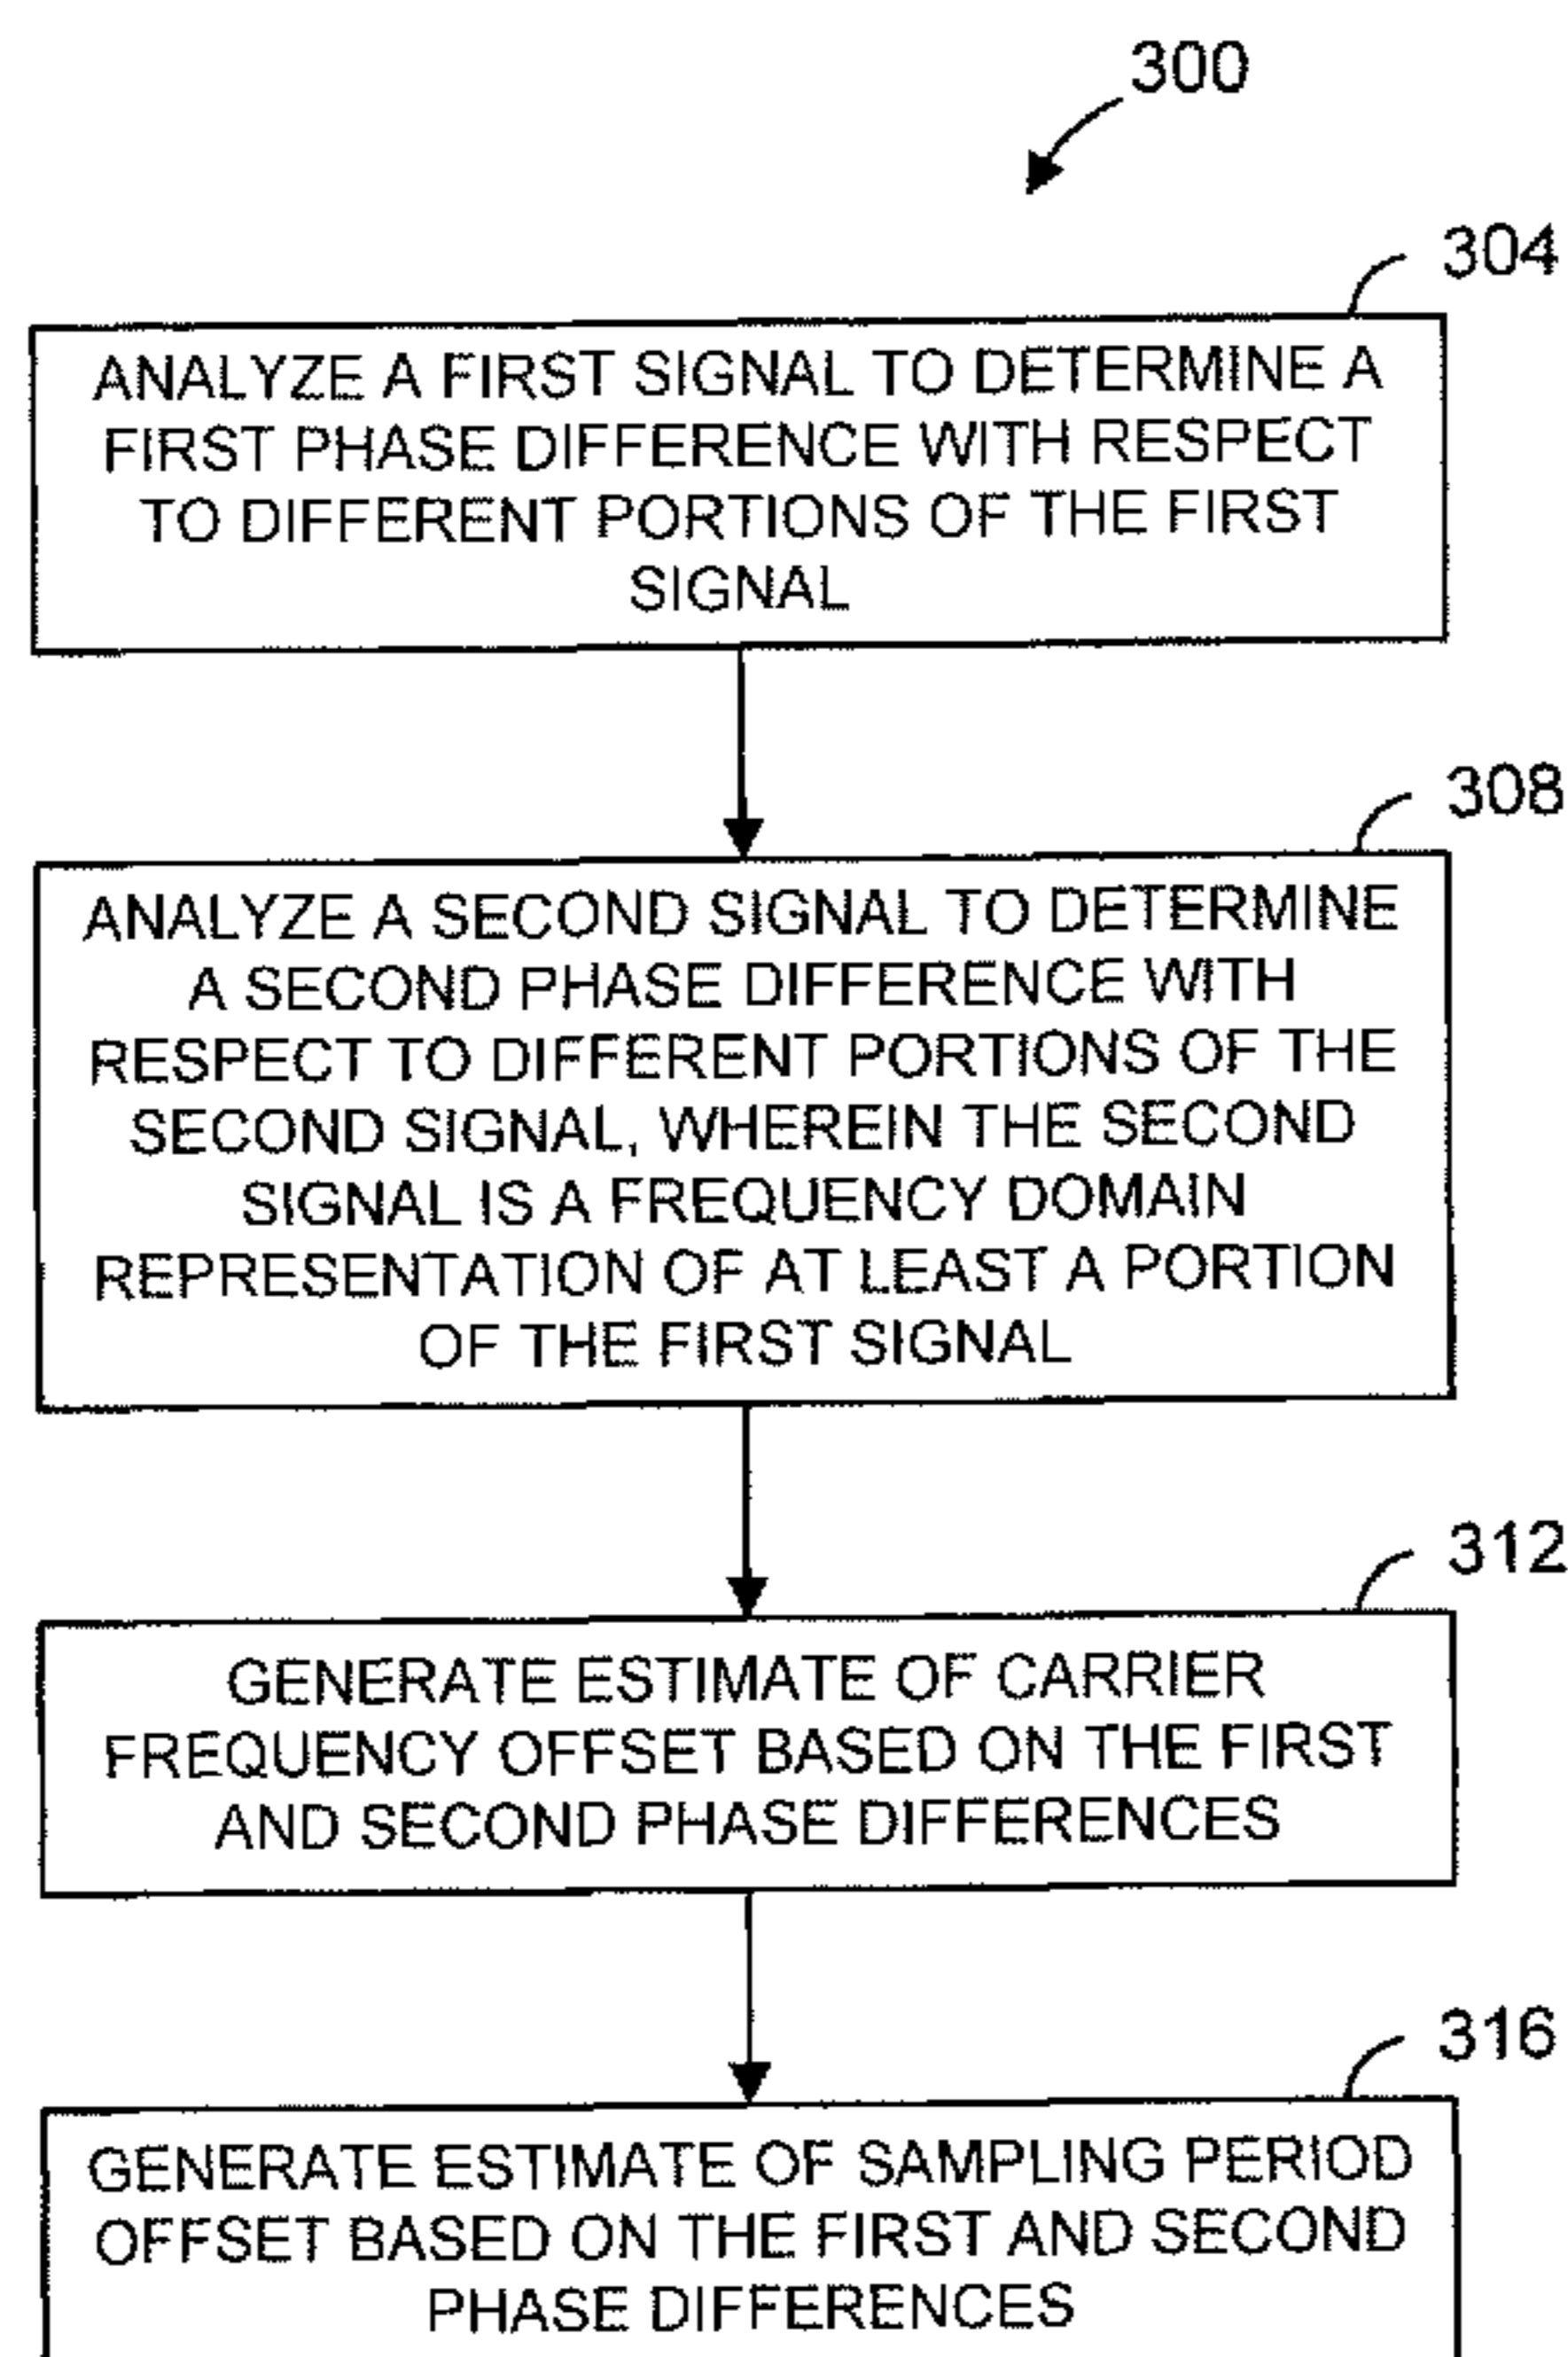 300
304
ANALYZE A FIRST SIGNAL TO DETERMINE A
FIRST PHASE DIFFERENCE WITH RESPECT
TO DIFFERENT PORTIONS OF THE FIRST
SIGNAL
308
ANALYZE A SECOND SIGNAL TO DETERMINE
A SECOND PHASE DIFFERENCE WITH
RESPECT TO DIFFERENT PORTIONS OF THE
SECOND SIGNAL, WHEREIN THE SECOND
SIGNAL IS A FREQUENCY DOMAIN
REPRESENTATION OF AT LEAST A PORTION
OF THE FIRST SIGNAL
312
GENERATE ESTIMATE OF CARRIER
FREQUENCY OFFSET BASED ON THE FIRST
AND SECOND PHASE DIFFERENCES
316
GENERATE ESTIMATE OF SAMPLING PERIOD
OFFSET BASED ON THE FIRST AND SECOND
PHASE DIFFERENCES